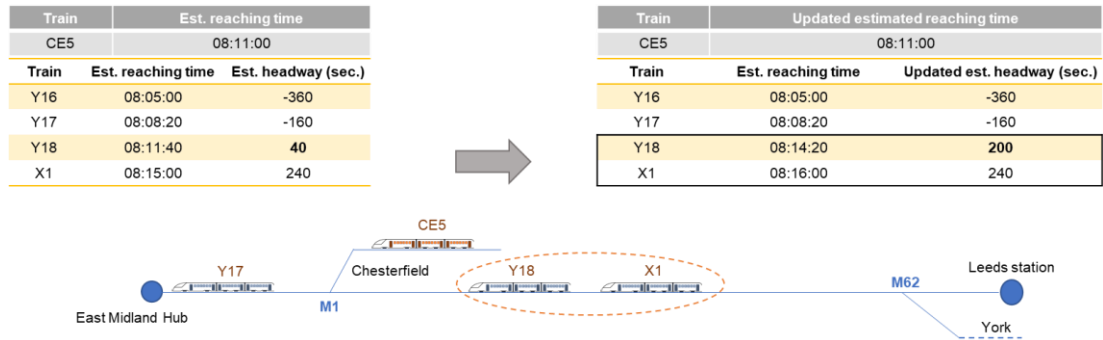 Train Est. reaching time
CE5 08:11:00
Train Est. reaching time Est. headway (sec.)
Y16 08:05:00 -360
Y17 08:08:20 -160
Y18 08:11:40 40
X1 08:15:00 240
Train Updated estimated reaching time
CE5 08:11:00
Train Est. reaching time Updated est. headway (sec.)
Y16 08:05:00 -360
Y17 08:08:20 -160
Y18 08:14:20 200
X1 08:16:00 240
CE5
Y17 Chesterfield Y18 X1 Leeds station
M1 M62
East Midland Hub
York